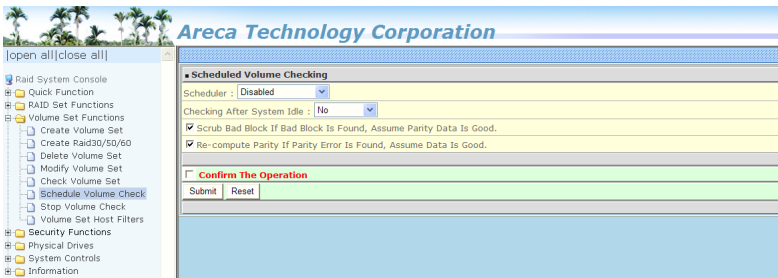 Areca Technology Corporation
|open all|close all|
Raid System Console
Quick Function
RAID Set Functions
Volume Set Functions
Create Volume Set
Create Raid30/50/60
Delete Volume Set
Modify Volume Set
Check Volume Set
Schedule Volume Check
Stop Volume Check
Volume Set Host Filters
Security Functions
Physical Drives
System Controls
Information
Scheduled Volume Checking
Scheduler : Disabled
Checking After System Idle : No
Scrub Bad Block If Bad Block Is Found, Assume Parity Data Is Good.
Re-compute Parity If Parity Error Is Found, Assume Data Is Good.
Confirm The Operation
Submit Reset